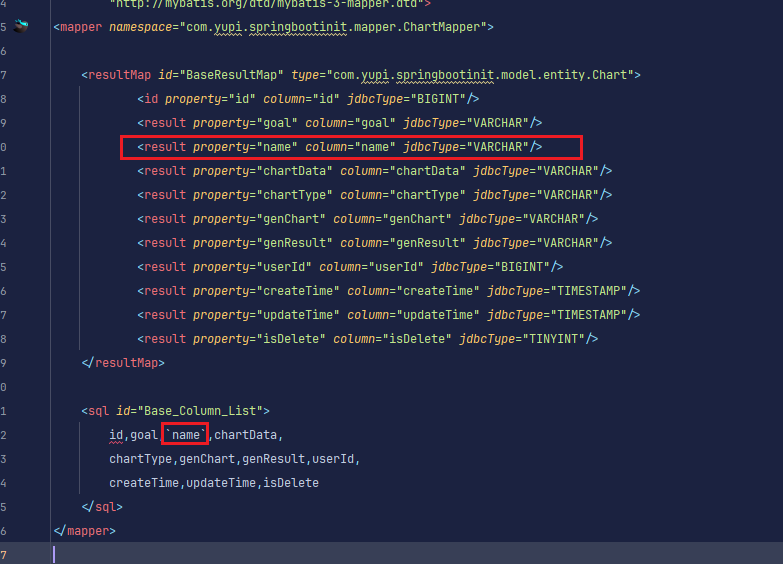 4 "http://mybatis.org/dtd/mybatis-3-mapper.dtd">
5 <mapper namespace="com.yupi.springbootinit.mapper.ChartMapper">
6
7 <resultMap id="BaseResultMap" type="com.yupi.springbootinit.model.entity.Chart">
8 <id property="id" column="id" jdbcType="BIGINT"/>
9 <result property="goal" column="goal" jdbcType="VARCHAR"/>
0 <result property="name" column="name" jdbcType="VARCHAR"/>
1 <result property="chartData" column="chartData" jdbcType="VARCHAR"/>
2 <result property="chartType" column="chartType" jdbcType="VARCHAR"/>
3 <result property="genChart" column="genChart" jdbcType="VARCHAR"/>
4 <result property="genResult" column="genResult" jdbcType="VARCHAR"/>
5 <result property="userId" column="userId" jdbcType="BIGINT"/>
6 <result property="createTime" column="createTime" jdbcType="TIMESTAMP"/>
7 <result property="updateTime" column="updateTime" jdbcType="TIMESTAMP"/>
8 <result property="isDelete" column="isDelete" jdbcType="TINYINT"/>
9 </resultMap>
0
1 <sql id="Base_Column_List">
2 id,goal,`name`,chartData,
3 chartType,genChart,genResult,userId,
4 createTime,updateTime,isDelete
5 </sql>
6 </mapper>
7